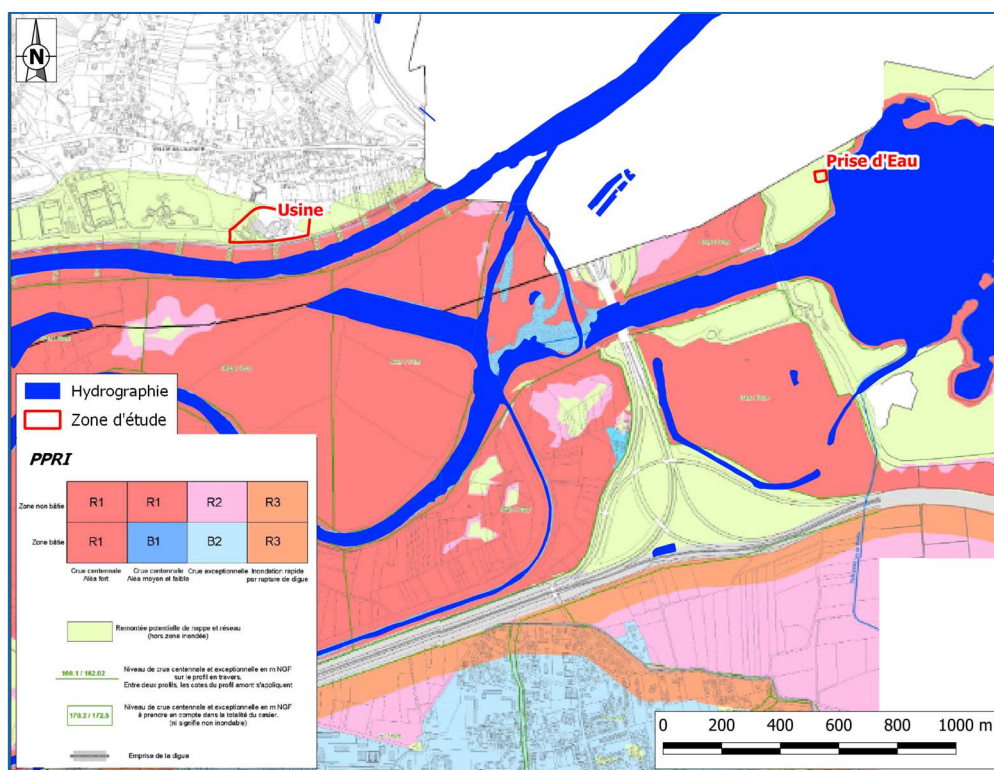 N
Usine
Prise d'Eau
Hydrographie
Zone d'étude
PPRI
Zone non bâtie
R1 R1 R2 R3
Zone bâtie
R1 B1 B2 R3
Crue centennale
Aléa fort
Crue centennale
Aléa moyen et faible
Crue exceptionnelle
Inondation rapide
par rupture de digue
Remontée potentielle de nappe et réseau
(hors zone inondée)
Niveau de crue centennale et exceptionnelle en m NGF
sur le profil en travers.
Entre deux profils, les cotes du profil amont s'appliquent
Niveau de crue centennale et exceptionnelle en m NGF
à prendre en compte dans la totalité du casier.
(ni signifie non inondable)
170.2 / 172.5
Emprise de la digue
0 200 400 600 800 1000 m